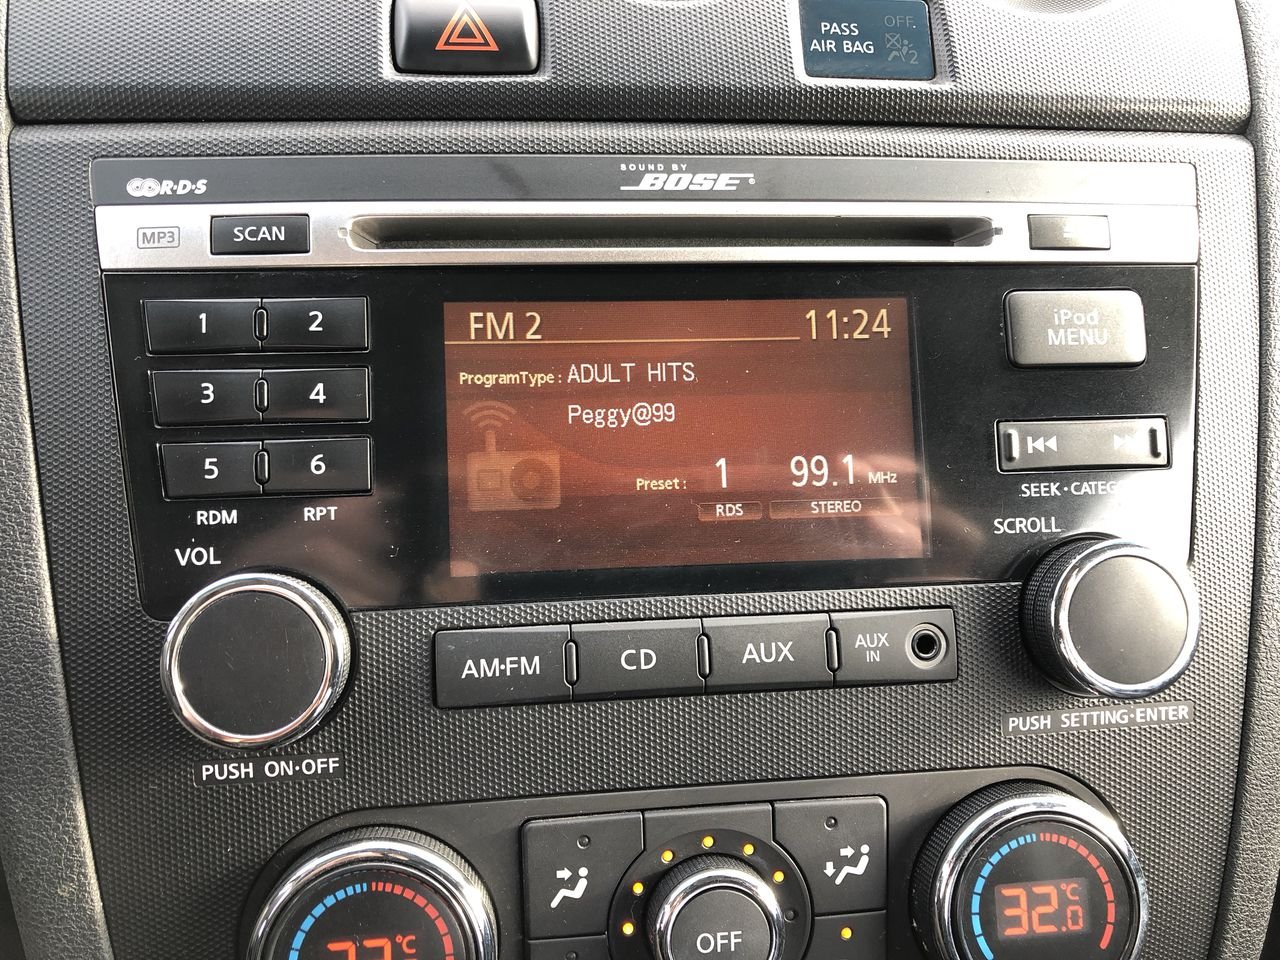 PASS
AIR BAG
OFF
2
R·D·S
SOUND BY
BOSE
MP3
SCAN
1
2
3
4
5
6
RDM
RPT
FM 2
11:24
ProgramType: ADULT HITS
Peggy@99
Preset: 1 99.1 MHz
RDS
STEREO
iPod
MENU
SEEK·CATEG
SCROLL
VOL
AM·FM
CD
AUX
AUX
IN
PUSH ON·OFF
PUSH SETTING·ENTER
OFF
°C
32.0 °C